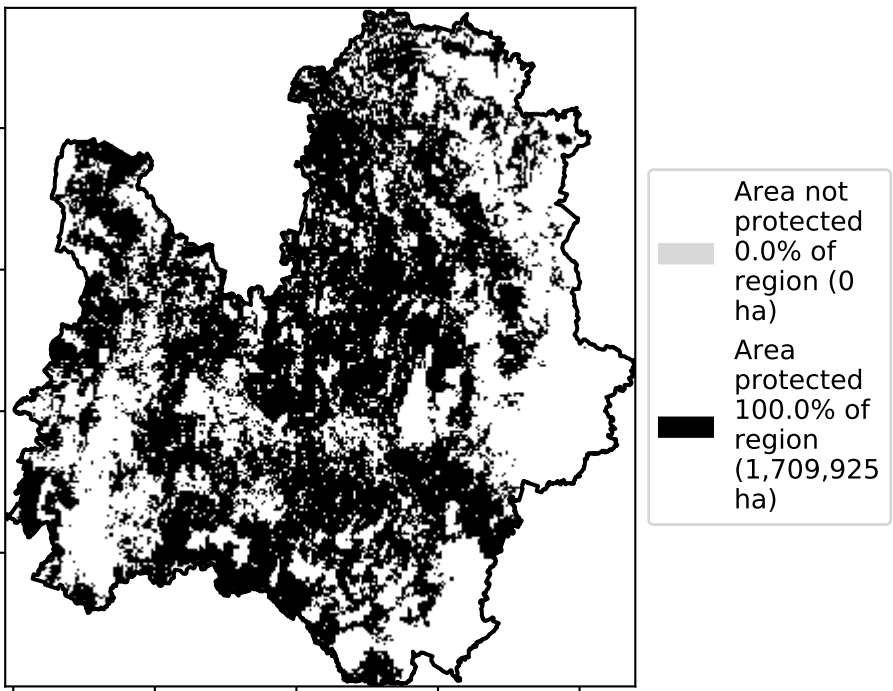 Area not
protected
0.0% of
region (0
ha)
Area
protected
100.0% of
region
(1,709,925
ha)